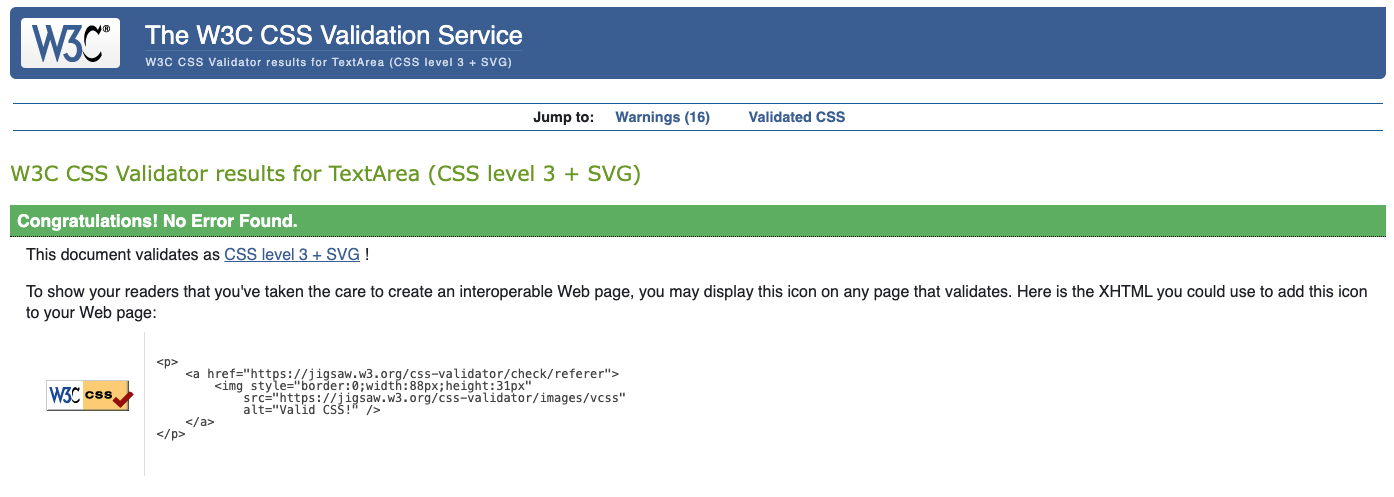 W3C®
The W3C CSS Validation Service
W3C CSS Validator results for TextArea (CSS level 3 + SVG)
Jump to: Warnings (16) Validated CSS
W3C CSS Validator results for TextArea (CSS level 3 + SVG)
Congratulations! No Error Found.
This document validates as CSS level 3 + SVG !
To show your readers that you've taken the care to create an interoperable Web page, you may display this icon on any page that validates. Here is the XHTML you could use to add this icon
to your Web page:
W3C css
<p>
    <a href="https://jigsaw.w3.org/css-validator/check/referer">
        <img style="border:0;width:88px;height:31px"
            src="https://jigsaw.w3.org/css-validator/images/vcss"
            alt="Valid CSS!" />
    </a>
</p>